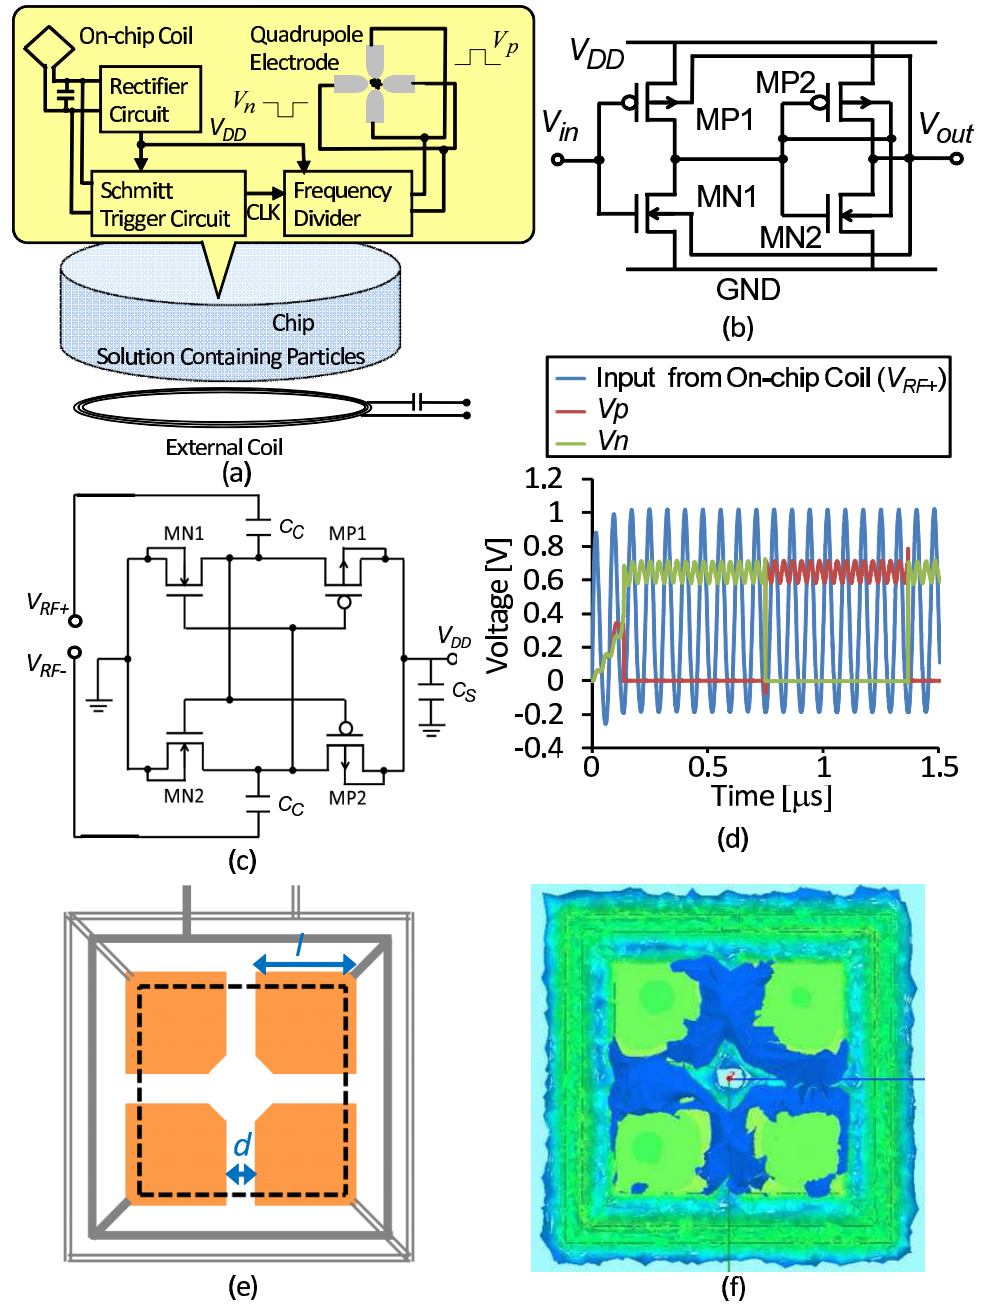 On-chip Coil
Rectifier
Circuit
Quadrupole
Electrode
Vp
Vn
VDD
Schmitt
Trigger Circuit
CLK
Frequency
Divider
Chip
Solution Containing Particles
External Coil
(a)
VDD
MP2
MP1
Vin
Vout
MN1
MN2
GND
(b)
MN1
CC
MP1
VRF+
VRF-
VDD
CS
MN2
CC
MP2
(c)
Input from On-chip Coil (VRF+)
Vp
Vn
1.2
1
0.8
0.6
0.4
0.2
0
-0.2
-0.4
Voltage [V]
0
0.5
1
1.5
Time [μs]
(d)
l
d
(e)
(f)